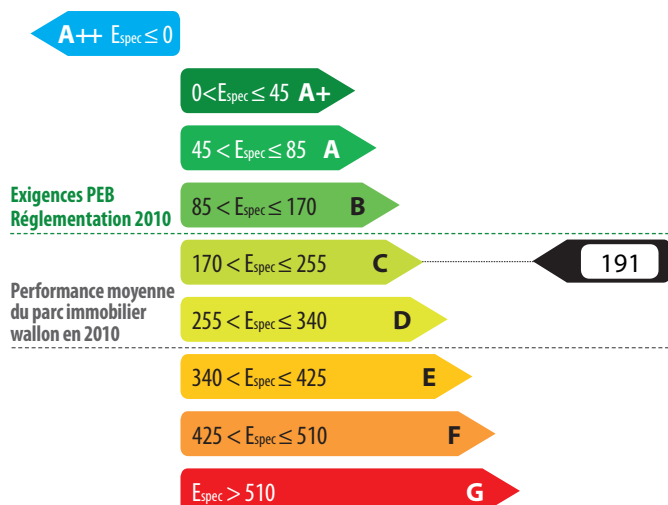 A++ Espec ≤ 0
0<Espec ≤ 45 A+
45 < Espec ≤ 85 A
Exigences PEB
Réglementation 2010
85 < Espec ≤ 170 B
170 < Espec ≤ 255 C
191
Performance moyenne
du parc immobilier
wallon en 2010
255 < Espec ≤ 340 D
340 < Espec ≤ 425 E
425 < Espec ≤ 510 F
Espec > 510 G